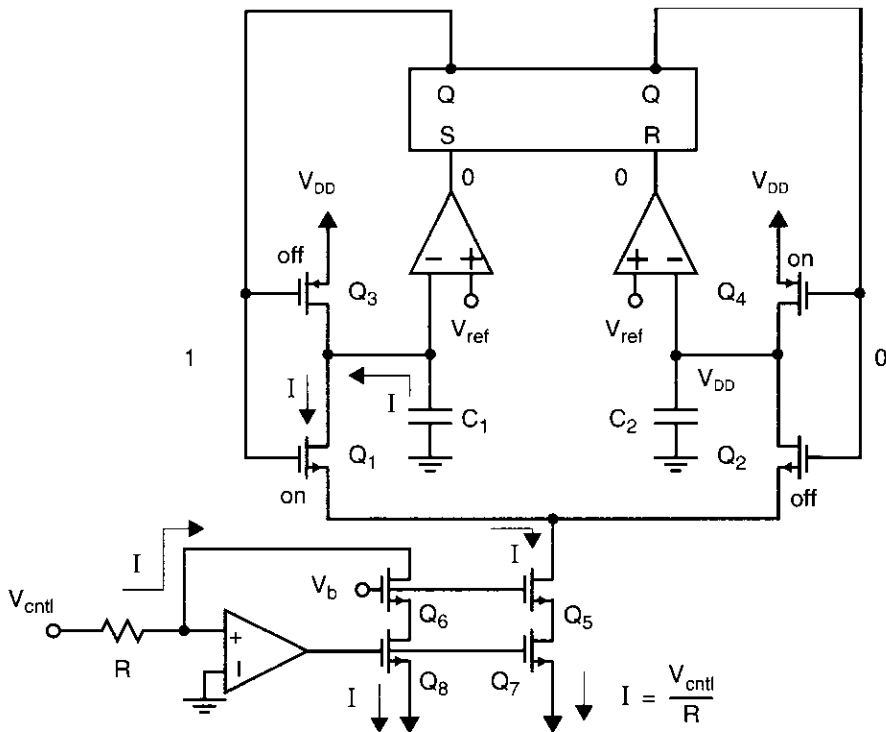 Q Q
S R
0 0
V_DD V_DD
off on
Q_3 Q_4
− + + −
V_ref V_ref
1 0
V_DD
I I
C_1 C_2
Q_1 Q_2
on off
I I
V_b
V_cntl
Q_6 Q_5
+
R −
Q_8 Q_7
I I = V_cntl / R